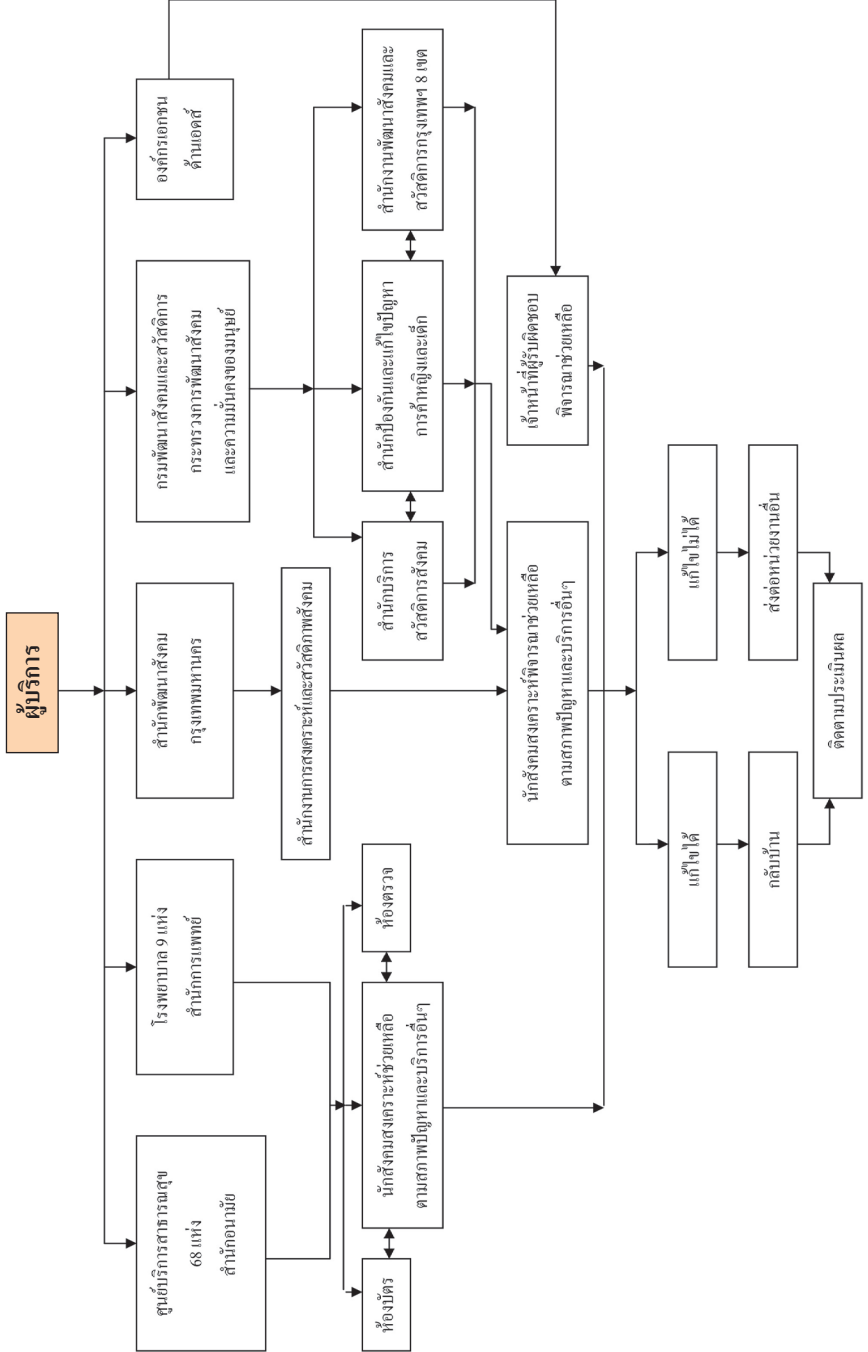 ผู้บริการ
ศูนย์บริการสาธารณสุข
68 แห่ง
สำนักอนามัย
โรงพยาบาล 9 แห่ง
สำนักการแพทย์
สำนักพัฒนาสังคม
กรุงเทพมหานคร
กรมพัฒนาสังคมและสวัสดิการ
กระทรวงการพัฒนาสังคม
และความมั่นคงของมนุษย์
องค์กรเอกชน
ด้านเอดส์
สำนักงานการสงเคราะห์และสวัสดิภาพสังคม
ห้องบัตร
นักสังคมสงเคราะห์ช่วยเหลือ
ตามสภาพปัญหาและบริการอื่นๆ
ห้องตรวจ
สำนักบริการ
สวัสดิการสังคม
สำนักป้องกันและแก้ไขปัญหา
การค้าหญิงและเด็ก
สำนักงานพัฒนาสังคมและ
สวัสดิการกรุงเทพฯ 8 เขต
นักสังคมสงเคราะห์พิจารณาช่วยเหลือ
ตามสภาพปัญหาและบริการอื่นๆ
เจ้าหน้าที่ผู้รับผิดชอบ
พิจารณาช่วยเหลือ
แก้ไขได้
แก้ไขไม่ได้
กลับบ้าน
ส่งต่อหน่วยงานอื่น
ติดตามประเมินผล